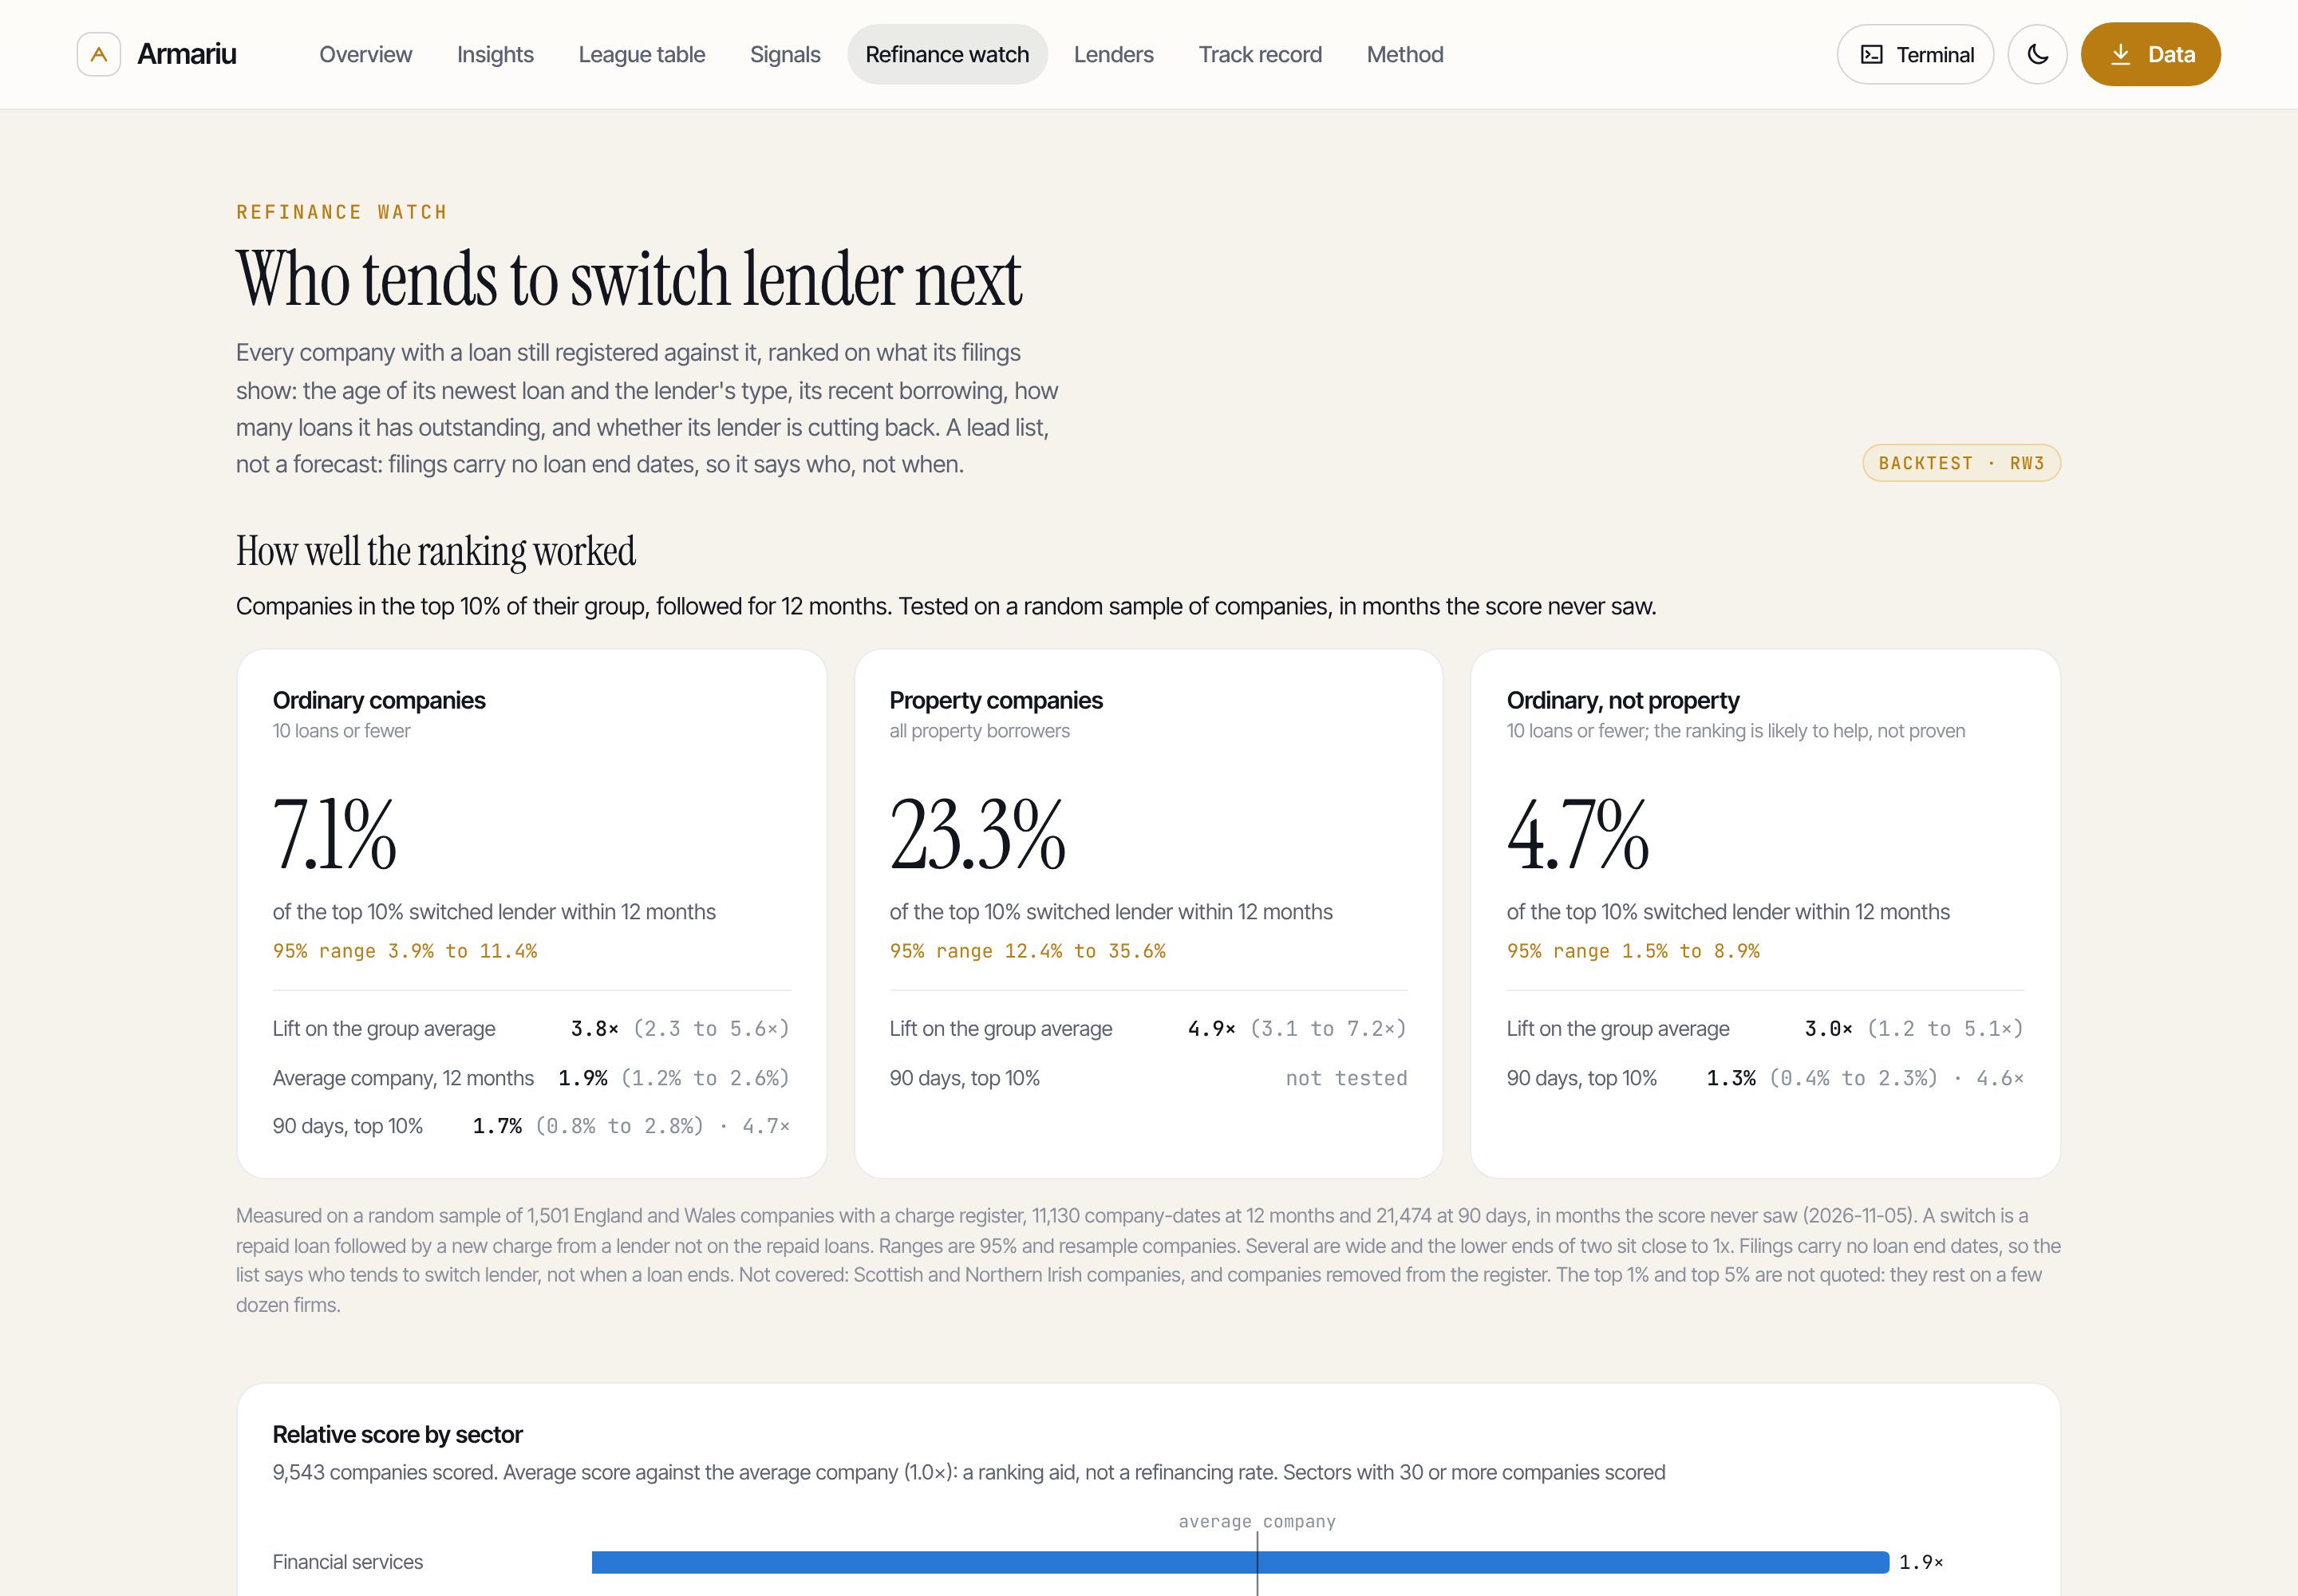 Armariu
Overview
Insights
League table
Signals
Refinance watch
Lenders
Track record
Method
Terminal
Data
REFINANCE WATCH
Who tends to switch lender next
Every company with a loan still registered against it, ranked on what its filings
show: the age of its newest loan and the lender's type, its recent borrowing, how
many loans it has outstanding, and whether its lender is cutting back. A lead list,
not a forecast: filings carry no loan end dates, so it says who, not when.
BACKTEST · RW3
How well the ranking worked
Companies in the top 10% of their group, followed for 12 months. Tested on a random sample of companies, in months the score never saw.
Ordinary companies
10 loans or fewer
7.1%
of the top 10% switched lender within 12 months
95% range 3.9% to 11.4%
Lift on the group average 3.8× (2.3 to 5.6×)
Average company, 12 months 1.9% (1.2% to 2.6%)
90 days, top 10% 1.7% (0.8% to 2.8%) · 4.7×
Property companies
all property borrowers
23.3%
of the top 10% switched lender within 12 months
95% range 12.4% to 35.6%
Lift on the group average 4.9× (3.1 to 7.2×)
90 days, top 10% not tested
Ordinary, not property
10 loans or fewer; the ranking is likely to help, not proven
4.7%
of the top 10% switched lender within 12 months
95% range 1.5% to 8.9%
Lift on the group average 3.0× (1.2 to 5.1×)
90 days, top 10% 1.3% (0.4% to 2.3%) · 4.6×
Measured on a random sample of 1,501 England and Wales companies with a charge register, 11,130 company-dates at 12 months and 21,474 at 90 days, in months the score never saw (2026-11-05). A switch is a
repaid loan followed by a new charge from a lender not on the repaid loans. Ranges are 95% and resample companies. Several are wide and the lower ends of two sit close to 1x. Filings carry no loan end dates, so the
list says who tends to switch lender, not when a loan ends. Not covered: Scottish and Northern Irish companies, and companies removed from the register. The top 1% and top 5% are not quoted: they rest on a few
dozen firms.
Relative score by sector
9,543 companies scored. Average score against the average company (1.0×): a ranking aid, not a refinancing rate. Sectors with 30 or more companies scored
average company
Financial services 1.9×